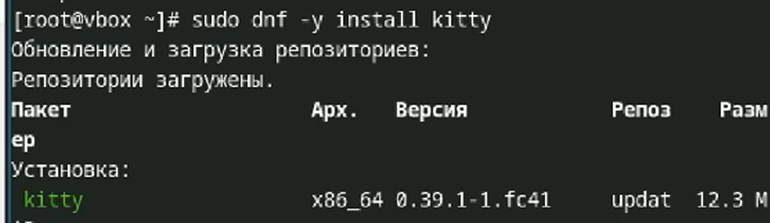 [root@vbox ~]# sudo dnf -y install kitty
Обновление и загрузка репозиториев:
Репозитории загружены.
Пакет Арх. Версия Репоз Разм
ер
Установка:
kitty x86_64 0.39.1-1.fc41 updat 12.3 M